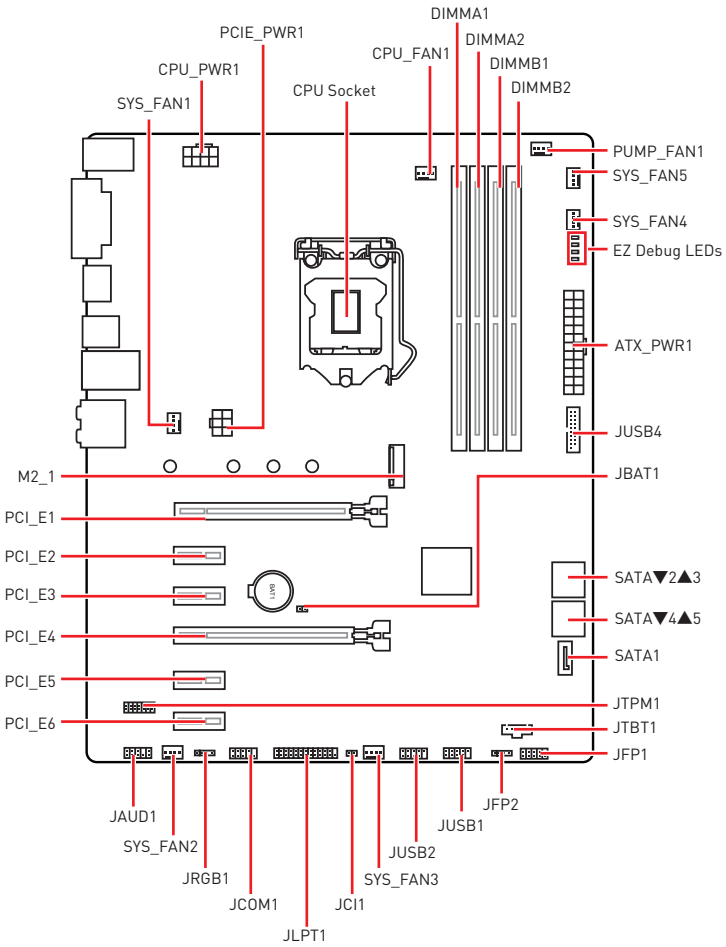 DIMMA1
PCIE_PWR1
DIMMA2
CPU_FAN1
DIMMB1
CPU_PWR1
CPU Socket
DIMMB2
SYS_FAN1
PUMP_FAN1
SYS_FAN5
SYS_FAN4
EZ Debug LEDs
ATX_PWR1
JUSB4
M2_1
JBAT1
PCI_E1
PCI_E2
SATA▼2▲3
BAT1
PCI_E3
SATA▼4▲5
PCI_E4
SATA1
PCI_E5
JTPM1
PCI_E6
JTBT1
JFP1
JAUD1
JFP2
JUSB1
SYS_FAN2
JUSB2
JRGB1
SYS_FAN3
JCOM1
JCI1
JLPT1